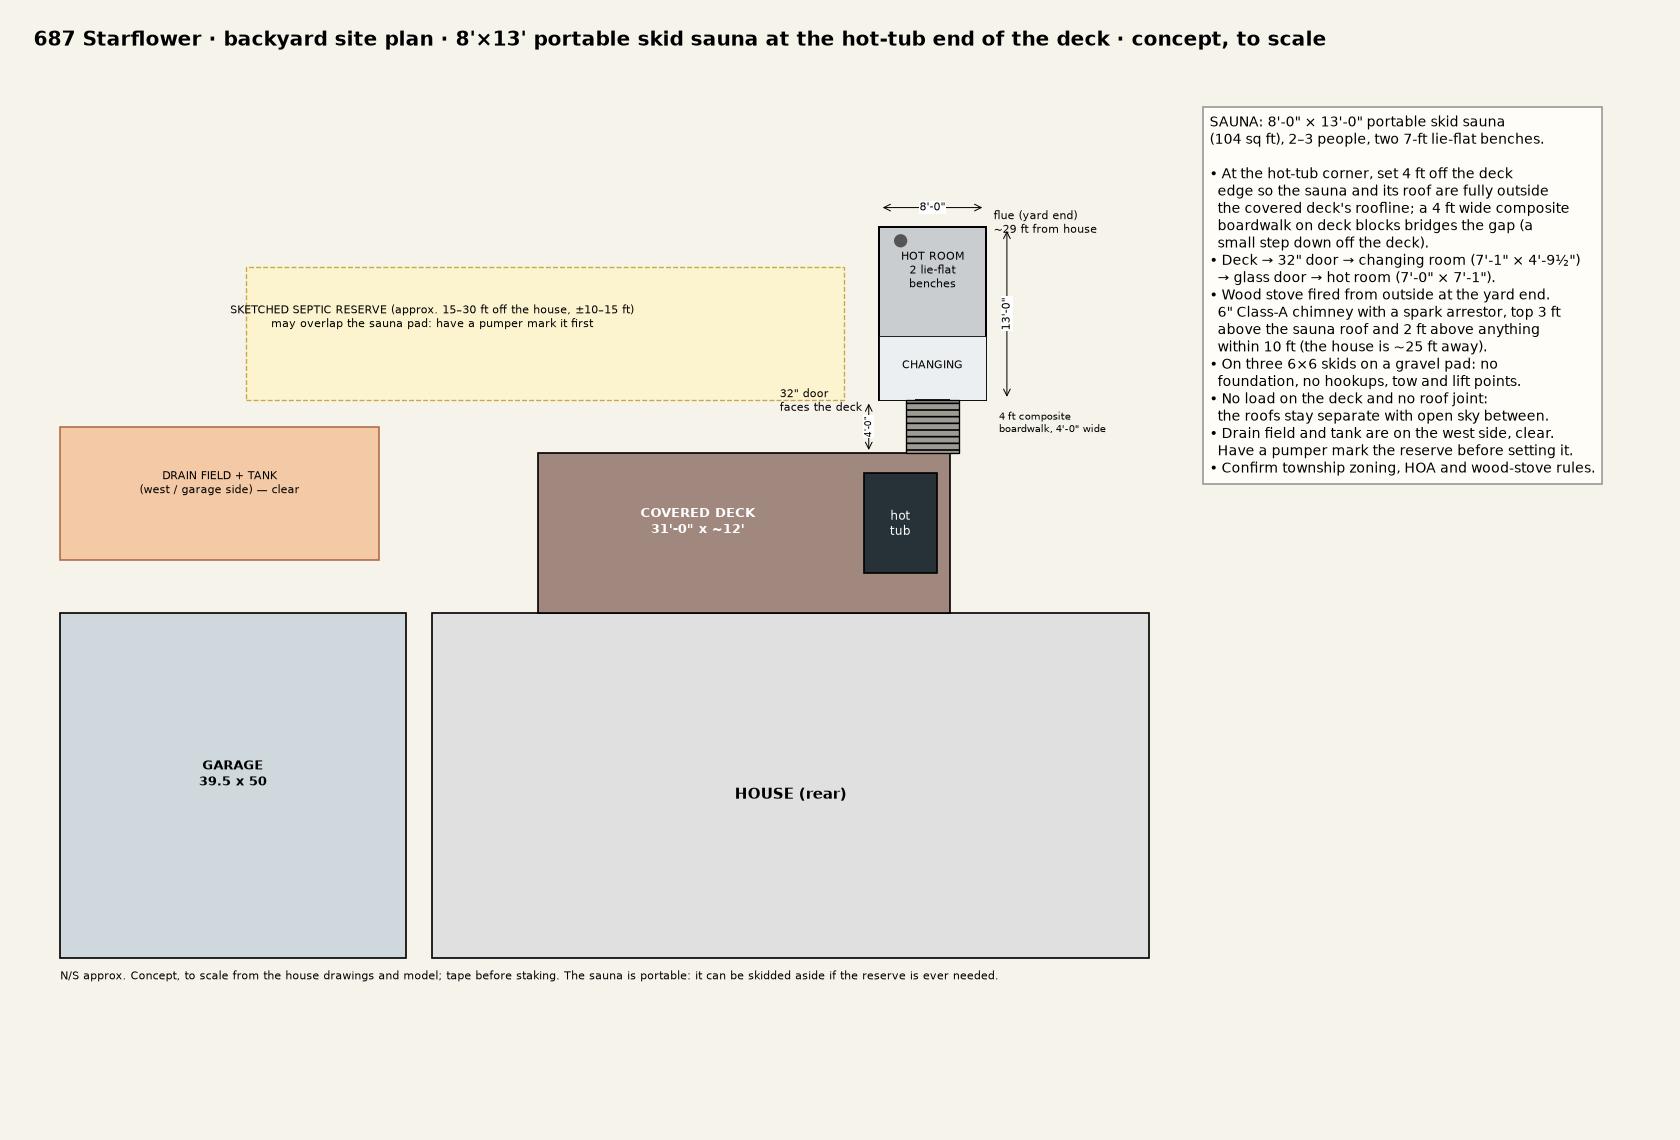 687 Starflower · backyard site plan · 8'×13' portable skid sauna at the hot-tub end of the deck · concept, to scale
SAUNA: 8'-0" × 13'-0" portable skid sauna
(104 sq ft), 2–3 people, two 7-ft lie-flat benches.
• At the hot-tub corner, set 4 ft off the deck
edge so the sauna and its roof are fully outside
the covered deck's roofline; a 4 ft wide composite
boardwalk on deck blocks bridges the gap (a
small step down off the deck).
• Deck → 32" door → changing room (7'-1" × 4'-9½")
→ glass door → hot room (7'-0" × 7'-1").
• Wood stove fired from outside at the yard end.
6" Class-A chimney with a spark arrestor, top 3 ft
above the sauna roof and 2 ft above anything
within 10 ft (the house is ~25 ft away).
• On three 6×6 skids on a gravel pad: no
foundation, no hookups, tow and lift points.
• No load on the deck and no roof joint:
the roofs stay separate with open sky between.
• Drain field and tank are on the west side, clear.
Have a pumper mark the reserve before setting it.
• Confirm township zoning, HOA and wood-stove rules.
8'-0"
flue (yard end)
~29 ft from house
HOT ROOM
2 lie-flat
benches
13'-0"
CHANGING
SKETCHED SEPTIC RESERVE (approx. 15–30 ft off the house, ±10–15 ft)
may overlap the sauna pad: have a pumper mark it first
32" door
faces the deck
4'-0"
4 ft composite
boardwalk, 4'-0" wide
DRAIN FIELD + TANK
(west / garage side) — clear
COVERED DECK
31'-0" x ~12'
hot
tub
GARAGE
39.5 x 50
HOUSE (rear)
N/S approx. Concept, to scale from the house drawings and model; tape before staking. The sauna is portable: it can be skidded aside if the reserve is ever needed.